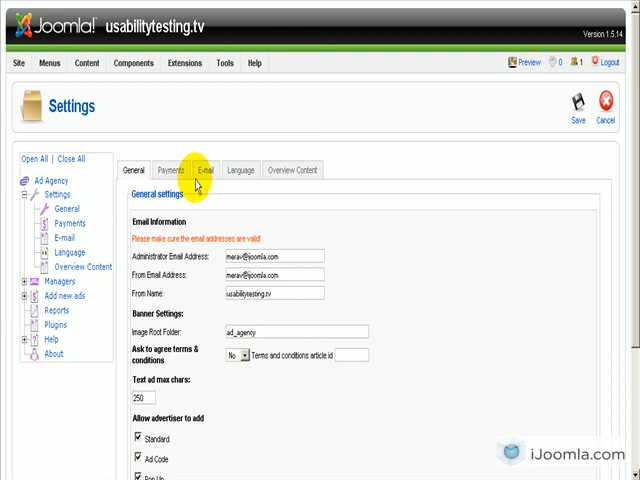 Joomla! usabilitytesting.tv
Version 1.5.14
Site Menus Content Components Extensions Tools Help Preview 0 1 Logout
Settings
Save Cancel
Open All | Close All
Ad Agency
Settings
General
Payments
E-mail
Language
Overview Content
Managers
Add new ads
Reports
Plugins
Help
About
General Payments E-mail Language Overview Content
General settings
Email Information
Please make sure the email addresses are valid!
Administrator Email Address: merav@ijoomla.com
From Email Address: merav@ijoomla.com
From Name: usabilitytesting.tv
Banner Settings:
Image Root Folder: ad_agency
Ask to agree terms &
conditions
No Terms and conditions article id
Text ad max chars:
250
Allow advertiser to add
Standard
Ad Code
Pop Up
iJoomla.com